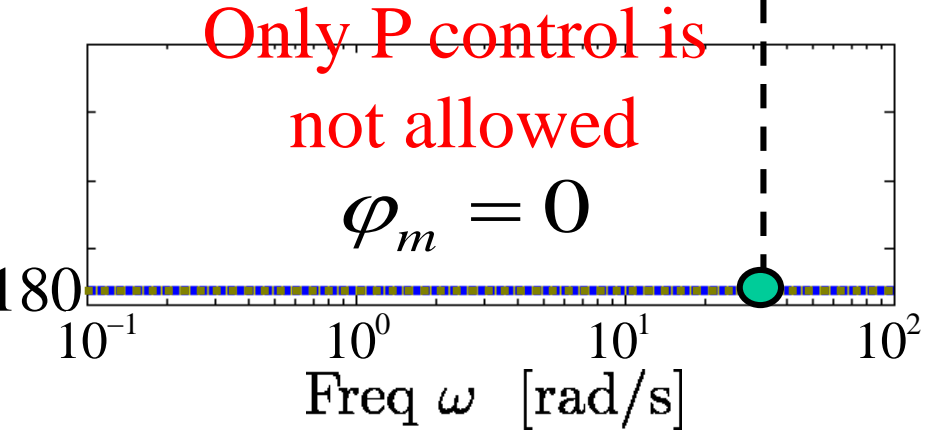 Only P control is
not allowed
φₘ = 0
180
10⁻¹ 10⁰ 10¹ 10²
Freq ω [rad/s]